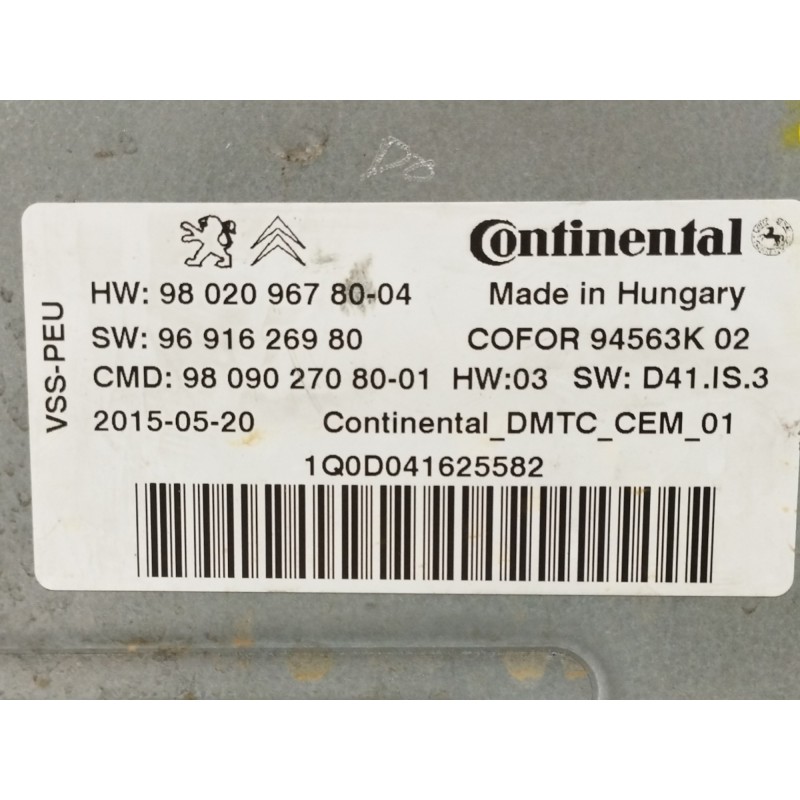 Continental
HW: 98 020 967 80-04 Made in Hungary
SW: 96 916 269 80 COFOR 94563K 02
CMD: 98 090 270 80-01 HW:03 SW: D41.IS.3
2015-05-20 Continental_DMTC_CEM_01
1Q0D041625582
VSS-PEU